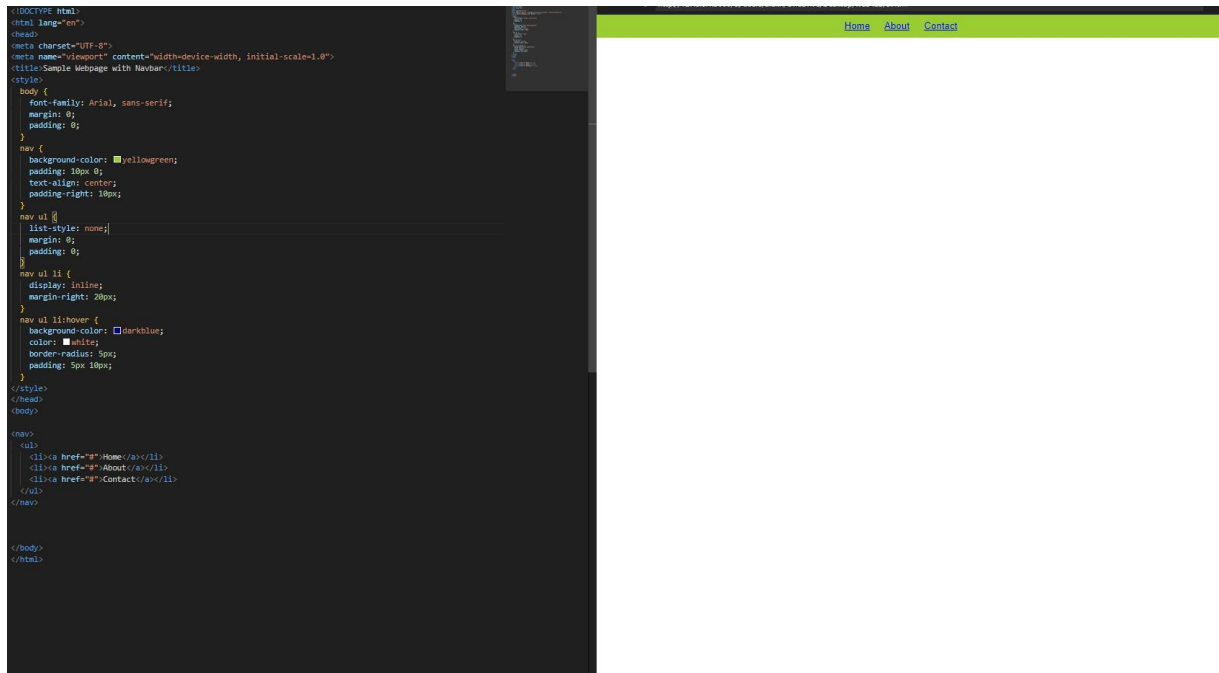 <!DOCTYPE html>
<html lang="en">
<head>
<meta charset="UTF-8">
<meta name="viewport" content="width=device-width, initial-scale=1.0">
<title>Sample Webpage with Navbar</title>
<style>
  body {
    font-family: Arial, sans-serif;
    margin: 0;
    padding: 0;
  }
  nav {
    background-color: yellowgreen;
    padding: 10px 0;
    text-align: center;
    padding-right: 10px;
  }
  nav ul {
    list-style: none;
    margin: 0;
    padding: 0;
  }
  nav ul li {
    display: inline;
    margin-right: 20px;
  }
  nav ul li:hover {
    background-color: darkblue;
    color: white;
    border-radius: 5px;
    padding: 5px 10px;
  }
</style>
</head>
<body>
<nav>
  <ul>
    <li><a href="#">Home</a></li>
    <li><a href="#">About</a></li>
    <li><a href="#">Contact</a></li>
  </ul>
</nav>
</body>
</html>
Home About Contact